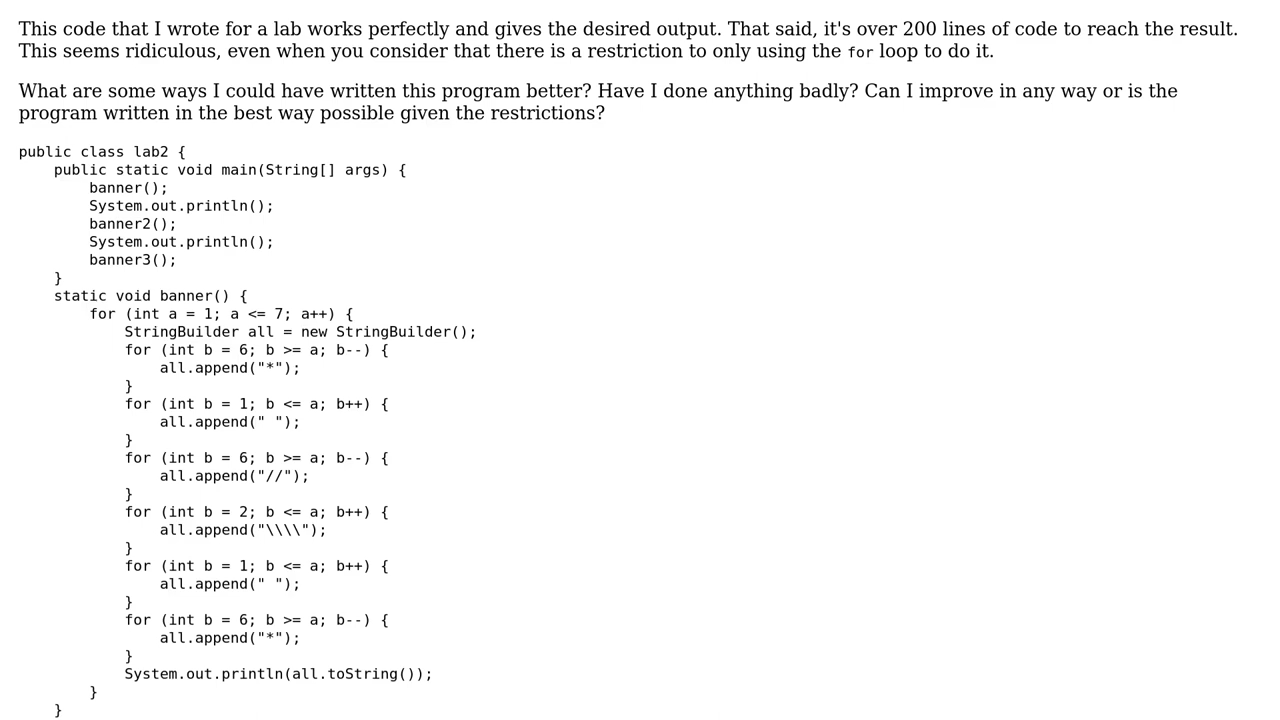 This code that I wrote for a lab works perfectly and gives the desired output. That said, it's over 200 lines of code to reach the result.
This seems ridiculous, even when you consider that there is a restriction to only using the for loop to do it.
What are some ways I could have written this program better? Have I done anything badly? Can I improve in any way or is the
program written in the best way possible given the restrictions?
public class lab2 {
    public static void main(String[] args) {
        banner();
        System.out.println();
        banner2();
        System.out.println();
        banner3();
    }
    static void banner() {
        for (int a = 1; a <= 7; a++) {
            StringBuilder all = new StringBuilder();
            for (int b = 6; b >= a; b--) {
                all.append("*");
            }
            for (int b = 1; b <= a; b++) {
                all.append(" ");
            }
            for (int b = 6; b >= a; b--) {
                all.append("//");
            }
            for (int b = 2; b <= a; b++) {
                all.append("\\\\");
            }
            for (int b = 1; b <= a; b++) {
                all.append(" ");
            }
            for (int b = 6; b >= a; b--) {
                all.append("*");
            }
            System.out.println(all.toString());
        }
    }